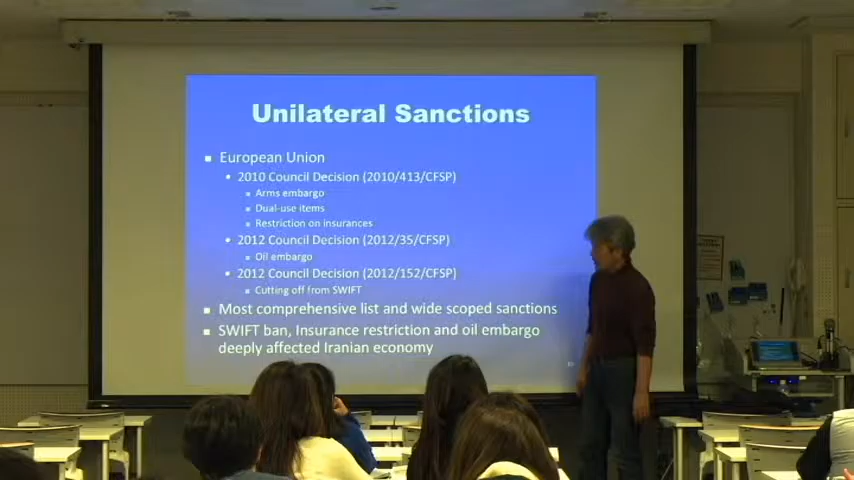 Unilateral Sanctions
European Union
2010 Council Decision (2010/413/CFSP)
Arms embargo
Dual-use items
Restriction on insurances
2012 Council Decision (2012/35/CFSP)
Oil embargo
2012 Council Decision (2012/152/CFSP)
Cutting off from SWIFT
Most comprehensive list and wide scoped sanctions
SWIFT ban, Insurance restriction and oil embargo
deeply affected Iranian economy